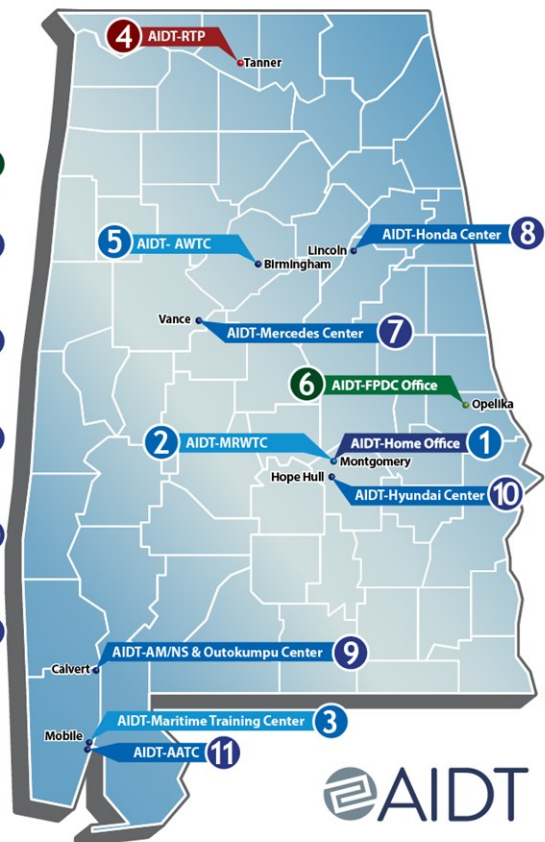 4 AIDT-RTP
Tanner
8
AIDT-Honda Center
Lincoln
5 AIDT- AWTC
Birmingham
Vance
AIDT-Mercedes Center 7
6 AIDT-FPDC Office
Opelika
2 AIDT-MRWTC
AIDT-Home Office 1
Montgomery
Hope Hull
AIDT-Hyundai Center 10
AIDT-AM/NS & Outokumpu Center 9
Calvert
AIDT-Maritime Training Center 3
Mobile
AIDT-AATC 11
AIDT